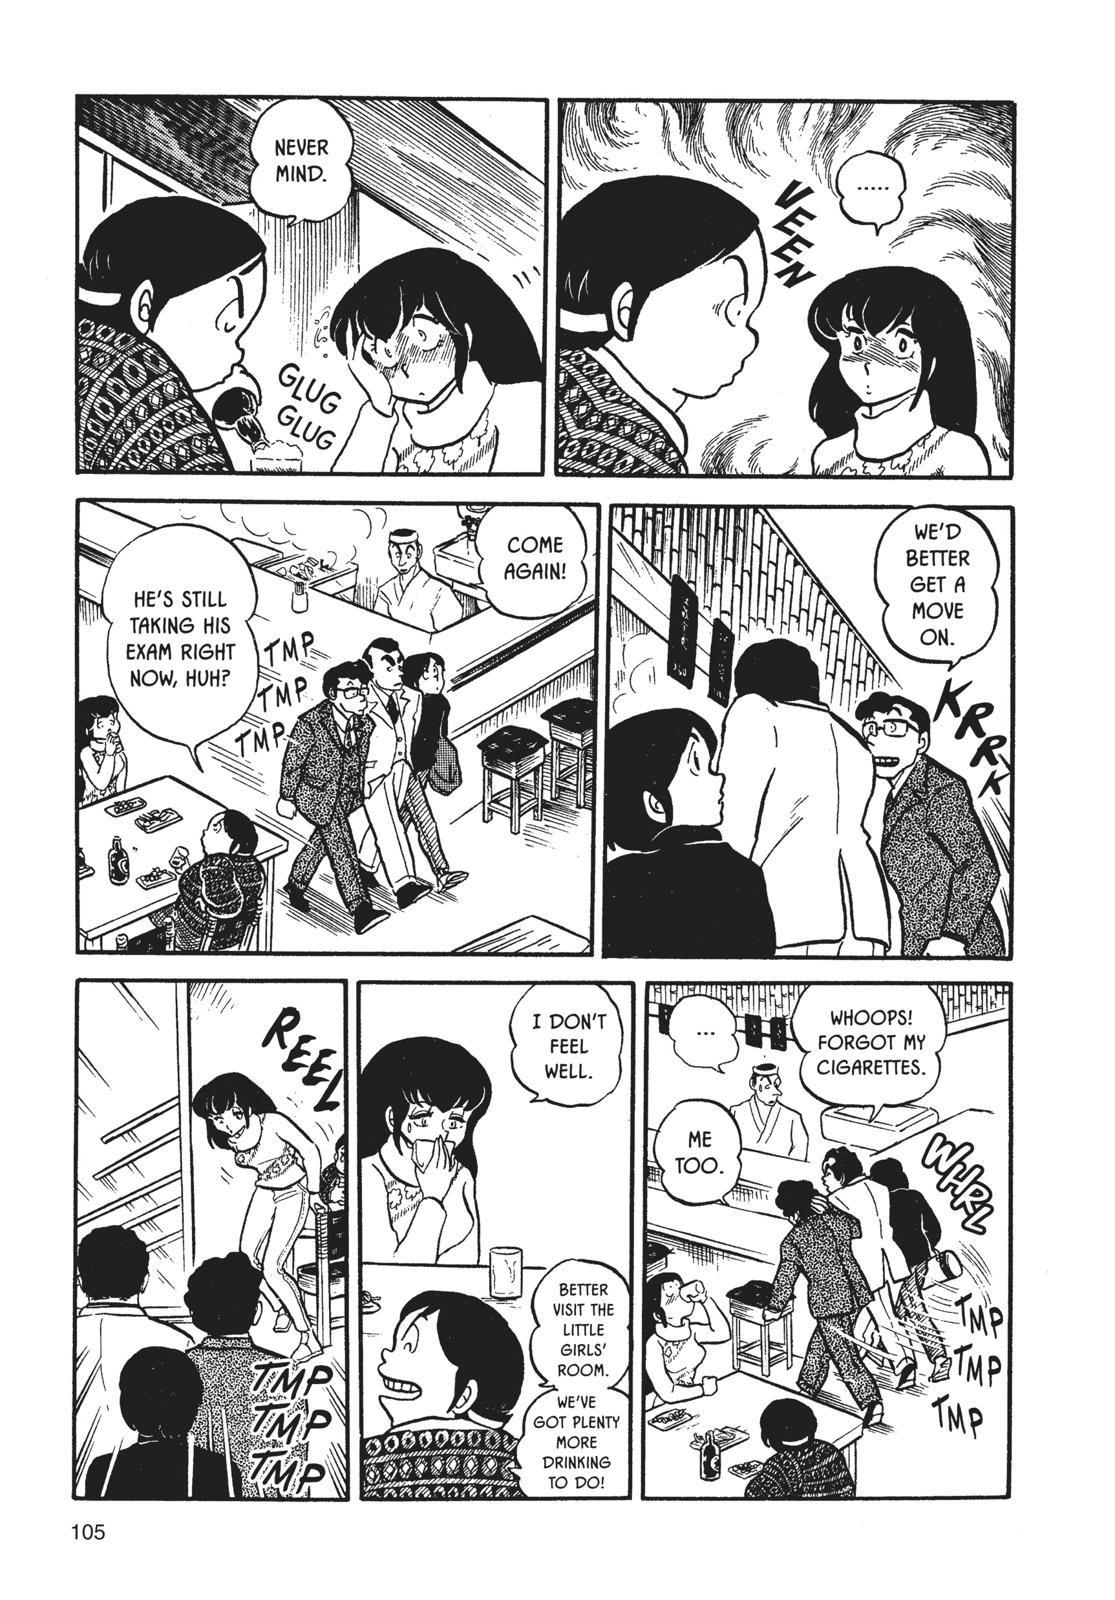 NEVER
MIND.
GLUG
GLUG
.....
VEEN
HE'S STILL
TAKING HIS
EXAM RIGHT
NOW, HUH?
TMP
TMP
TMP
COME
AGAIN!
WE'D
BETTER
GET A
MOVE
ON.
KRRK
REEL
TMP
TMP
TMP
I DON'T
FEEL
WELL.
BETTER
VISIT THE
LITTLE
GIRLS'
ROOM.
WE'VE
GOT PLENTY
MORE
DRINKING
TO DO!
...
WHOOPS!
FORGOT MY
CIGARETTES.
ME
TOO.
WHRL
TMP
TMP
TMP
105